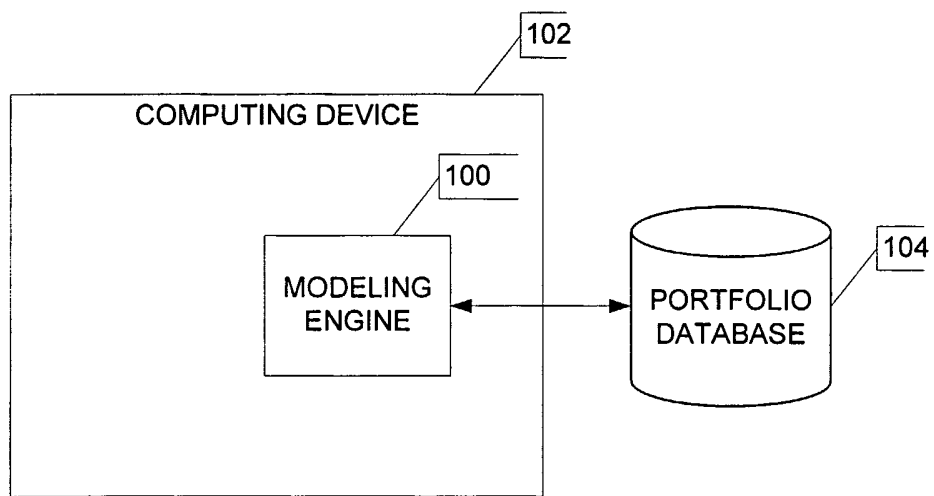 102
COMPUTING DEVICE
100
104
MODELING
ENGINE
PORTFOLIO
DATABASE